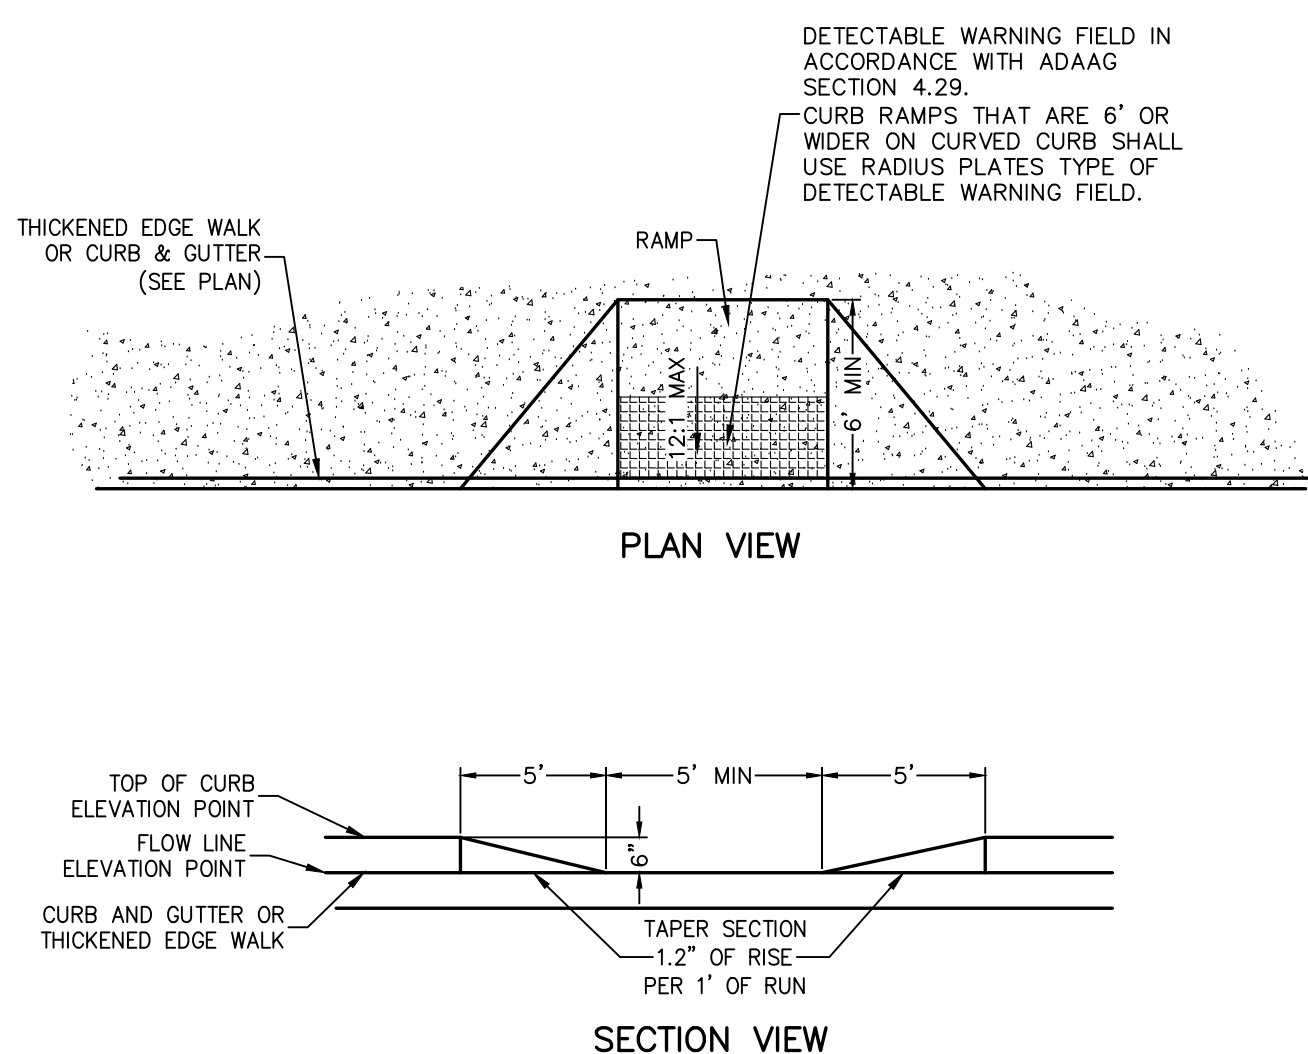 DETECTABLE WARNING FIELD IN
ACCORDANCE WITH ADAAG
SECTION 4.29.
CURB RAMPS THAT ARE 6' OR
WIDER ON CURVED CURB SHALL
USE RADIUS PLATES TYPE OF
DETECTABLE WARNING FIELD.
THICKENED EDGE WALK
OR CURB & GUTTER
(SEE PLAN)
RAMP
12:1 MAX
6' MIN
PLAN VIEW
5'
5' MIN
5'
TOP OF CURB
ELEVATION POINT
FLOW LINE
ELEVATION POINT
6"
CURB AND GUTTER OR
THICKENED EDGE WALK
TAPER SECTION
1.2" OF RISE
PER 1' OF RUN
SECTION VIEW